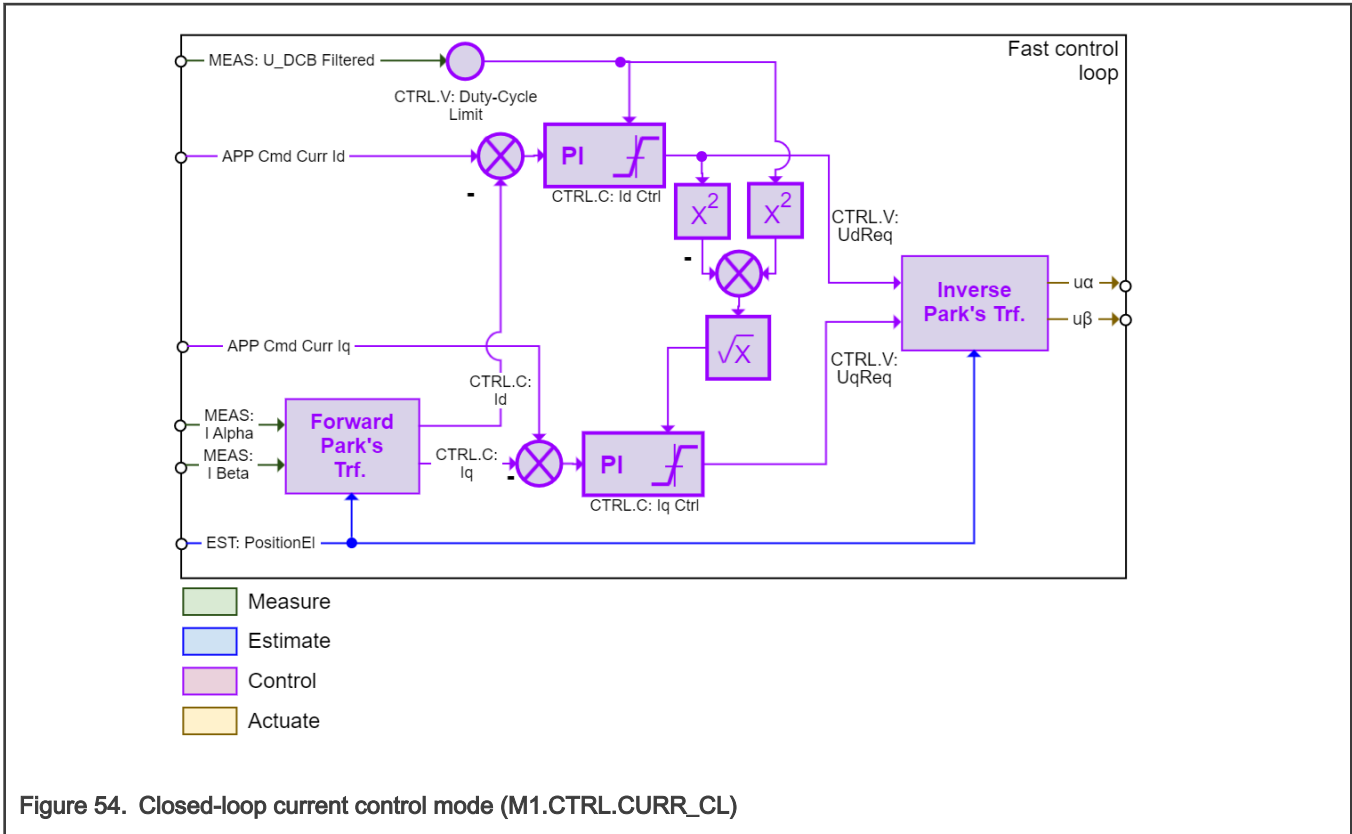 Fast control
loop
MEAS: U_DCB Filtered
CTRL.V: Duty-Cycle
Limit
APP Cmd Curr Id
-
PI
CTRL.C: Id Ctrl
X2
X2
-
CTRL.V:
UdReq
Inverse
Park's Trf.
uα
uβ
APP Cmd Curr Iq
√X
CTRL.V:
UqReq
CTRL.C:
Id
MEAS:
I Alpha
MEAS:
I Beta
Forward
Park's
Trf.
CTRL.C:
Iq
-
PI
CTRL.C: Iq Ctrl
EST: PositionEl
Measure
Estimate
Control
Actuate
Figure 54. Closed-loop current control mode (M1.CTRL.CURR_CL)